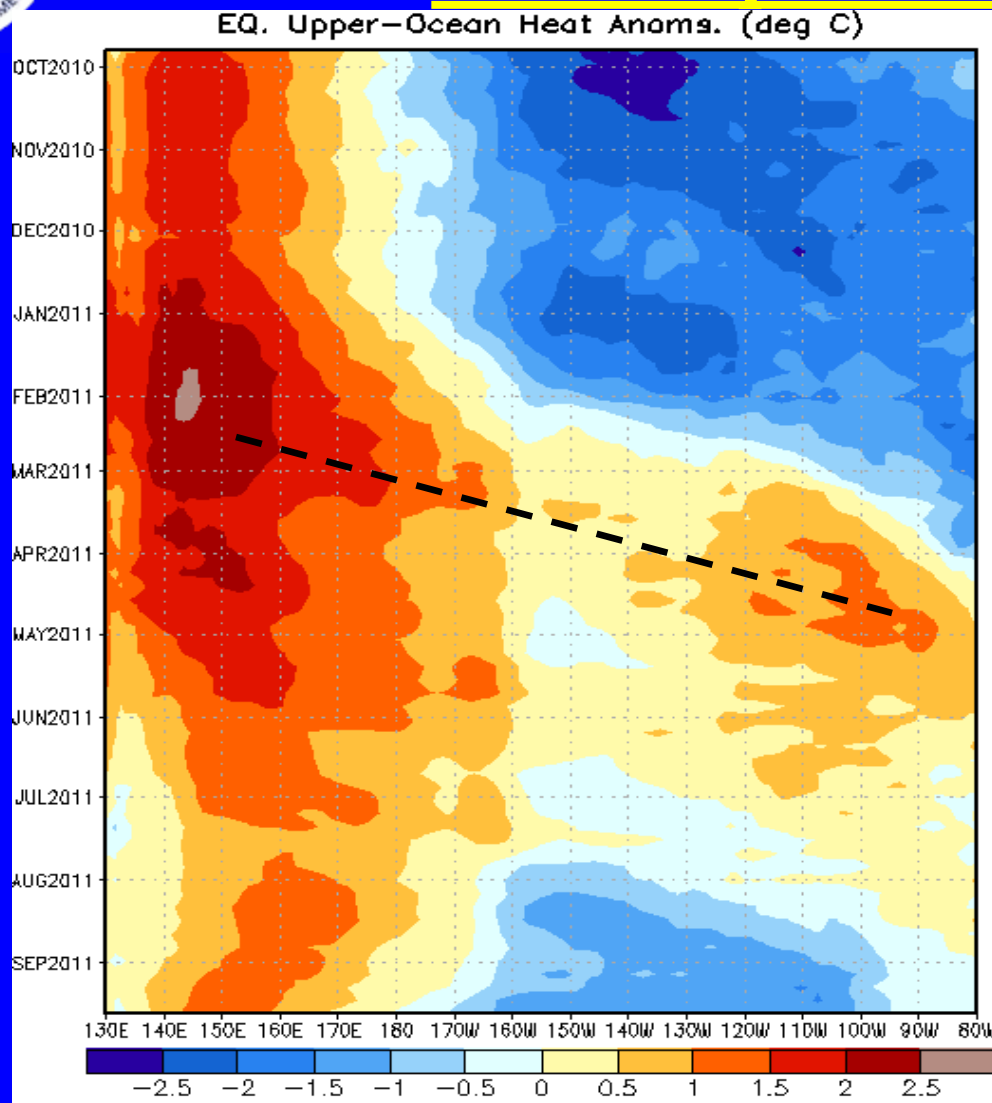 EQ. Upper-Ocean Heat Anoms. (deg C)
OCT2010
NOV2010
DEC2010
JAN2011
FEB2011
MAR2011
APR2011
MAY2011
JUN2011
JUL2011
AUG2011
SEP2011
130E 140E 150E 160E 170E 180 170W 160W 150W 140W 130W 120W 110W 100W 90W 80W
-2.5 -2 -1.5 -1 -0.5 0 0.5 1 1.5 2 2.5